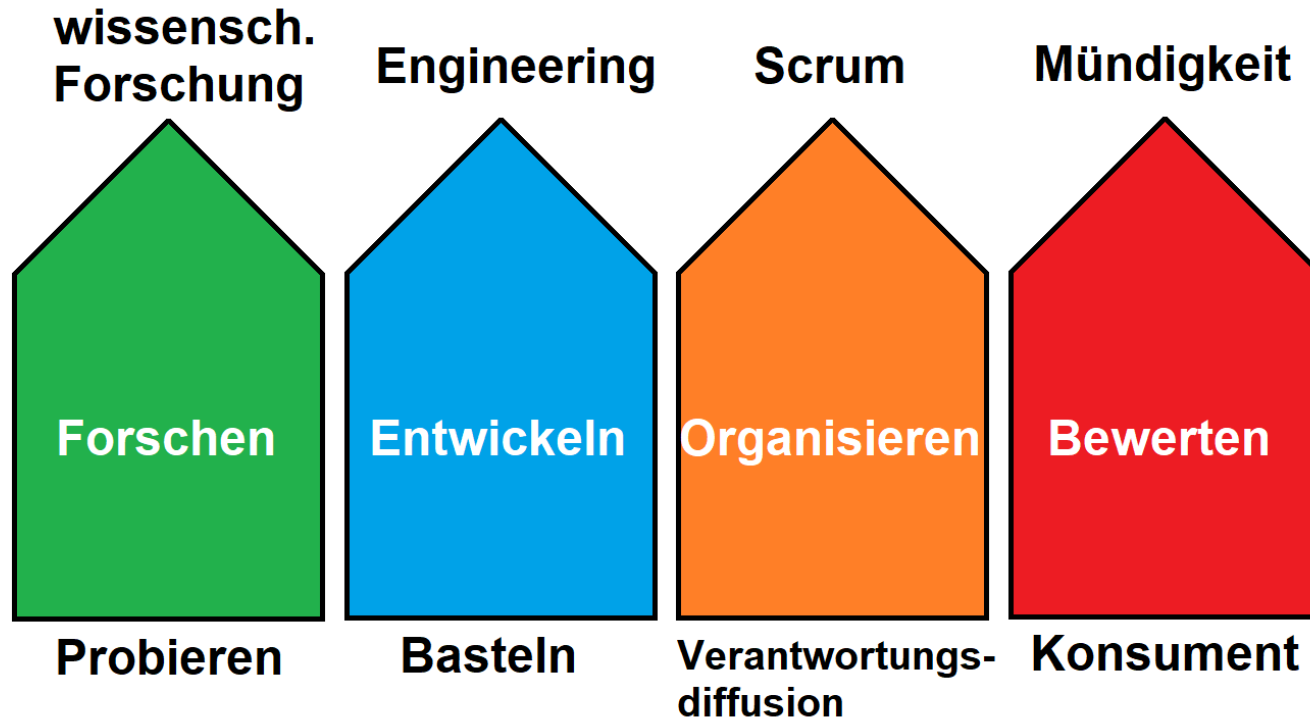 wissensch.
Forschung
Engineering
Scrum
Mündigkeit
Forschen
Entwickeln
Organisieren
Bewerten
Probieren
Basteln
Verantwortungs-
diffusion
Konsument